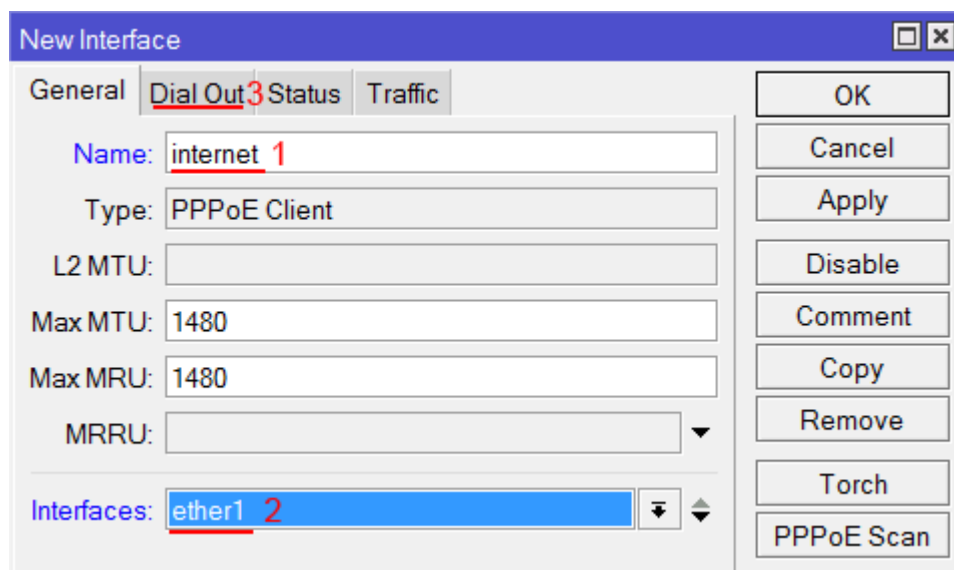 New Interface
General Dial Out 3 Status Traffic
Name: internet 1
Type: PPPoE Client
L2 MTU:
Max MTU: 1480
Max MRU: 1480
MRRU:
Interfaces: ether1 2
OK
Cancel
Apply
Disable
Comment
Copy
Remove
Torch
PPPoE Scan